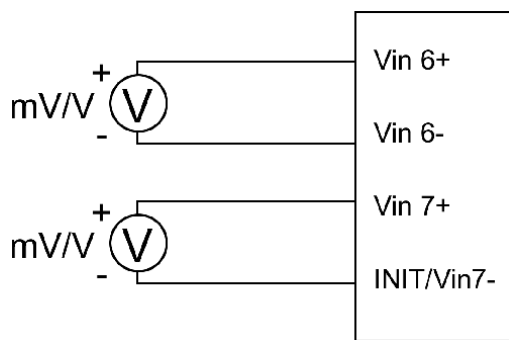 +
mV/V V
-
Vin 6+
Vin 6-
+
mV/V V
-
Vin 7+
INIT/Vin7-